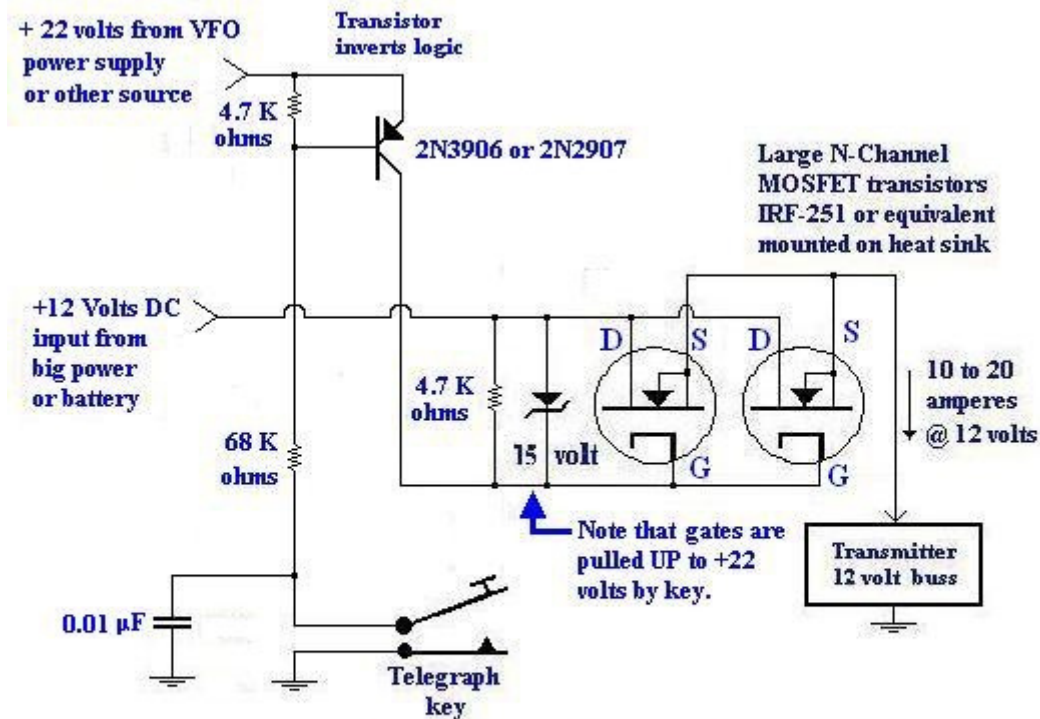 + 22 volts from VFO
power supply
or other source
Transistor
inverts logic
4.7 K
ohms
2N3906 or 2N2907
Large N-Channel
MOSFET transistors
IRF-251 or equivalent
mounted on heat sink
+12 Volts DC
input from
big power
or battery
D
S
D
S
4.7 K
ohms
10 to 20
amperes
@ 12 volts
68 K
ohms
15 volt
G
G
Note that gates are
pulled UP to +22
volts by key.
Transmitter
12 volt buss
0.01 µF
Telegraph
key